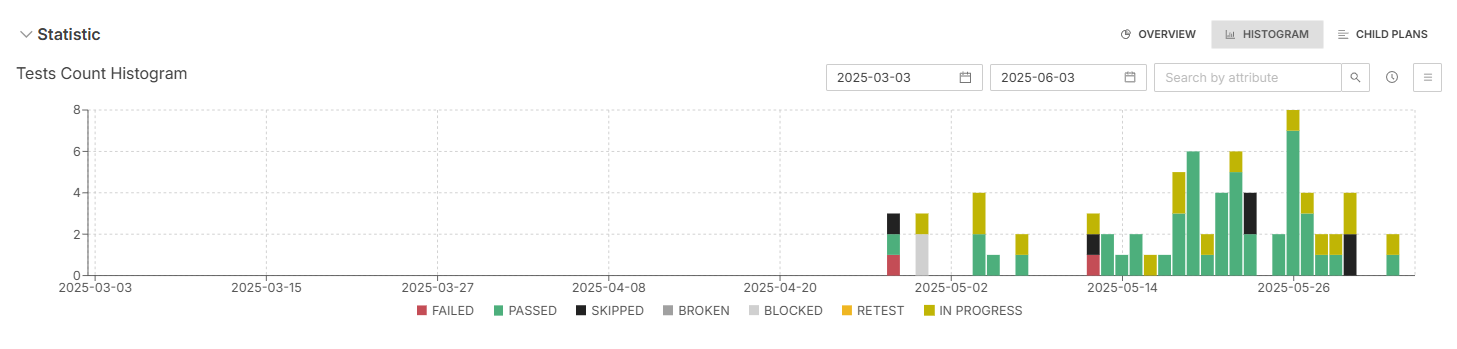 Statistic
OVERVIEW
HISTOGRAM
CHILD PLANS
Tests Count Histogram
2025-03-03
2025-06-03
Search by attribute
8
6
4
2
0
2025-03-03 2025-03-15 2025-03-27 2025-04-08 2025-04-20 2025-05-02 2025-05-14 2025-05-26
FAILED PASSED SKIPPED BROKEN BLOCKED RETEST IN PROGRESS